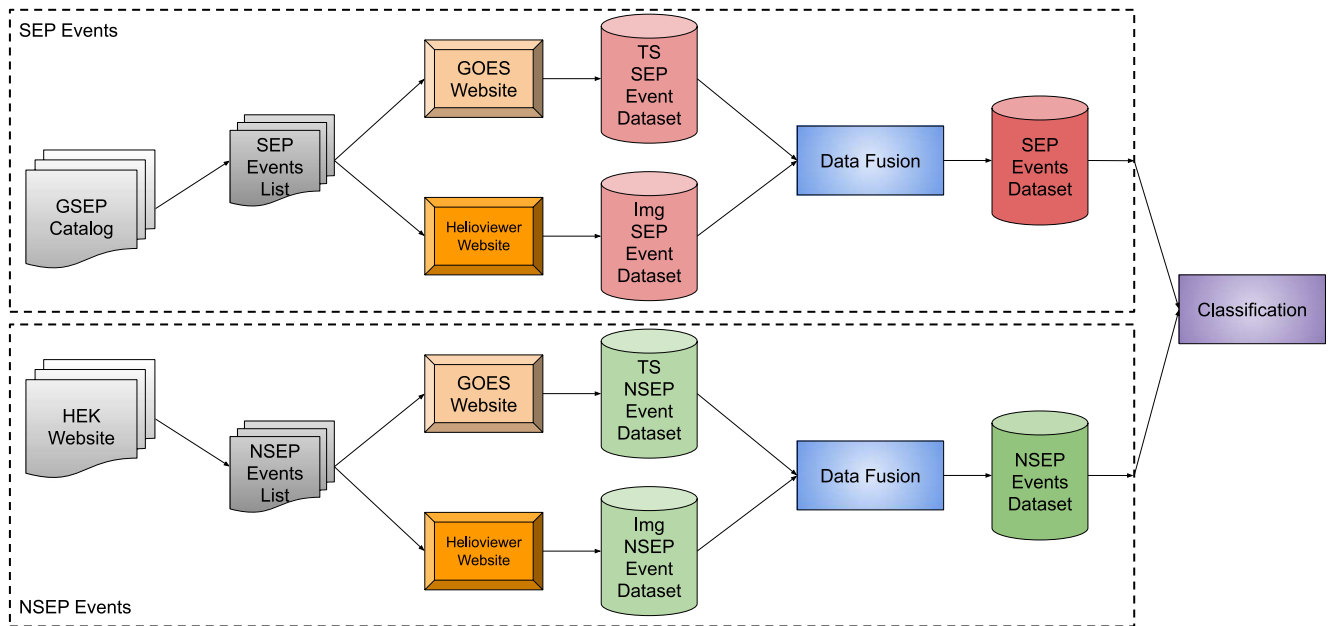 SEP Events
GSEP
Catalog
SEP
Events
List
GOES
Website
Helioviewer
Website
TS
SEP
Event
Dataset
Img
SEP
Event
Dataset
Data Fusion
SEP
Events
Dataset
Classification
HEK
Website
NSEP
Events
List
GOES
Website
Helioviewer
Website
TS
NSEP
Event
Dataset
Img
NSEP
Event
Dataset
Data Fusion
NSEP
Events
Dataset
NSEP Events